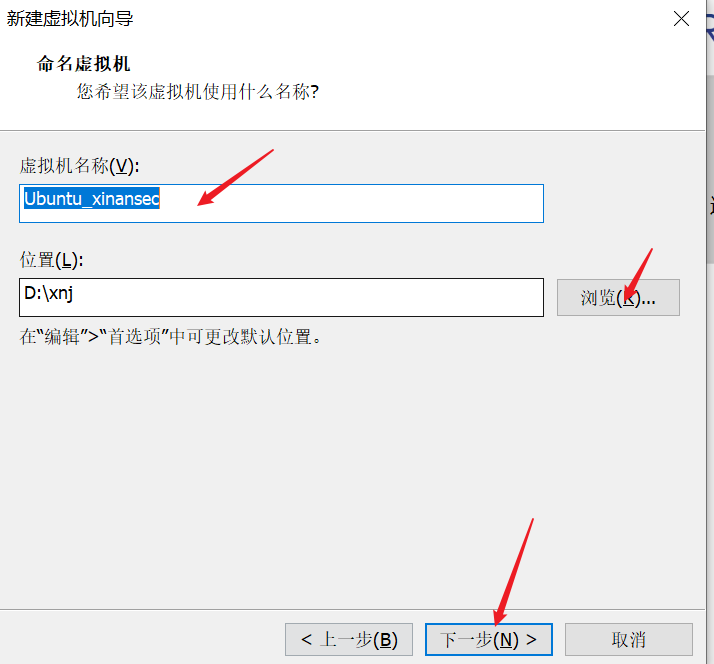 新建虚拟机向导
命名虚拟机
您希望该虚拟机使用什么名称?
虚拟机名称(V):
Ubuntu_xinansec
位置(L):
D:\xnj
浏览(R)...
在“编辑”>“首选项”中可更改默认位置。
< 上一步(B)
下一步(N) >
取消